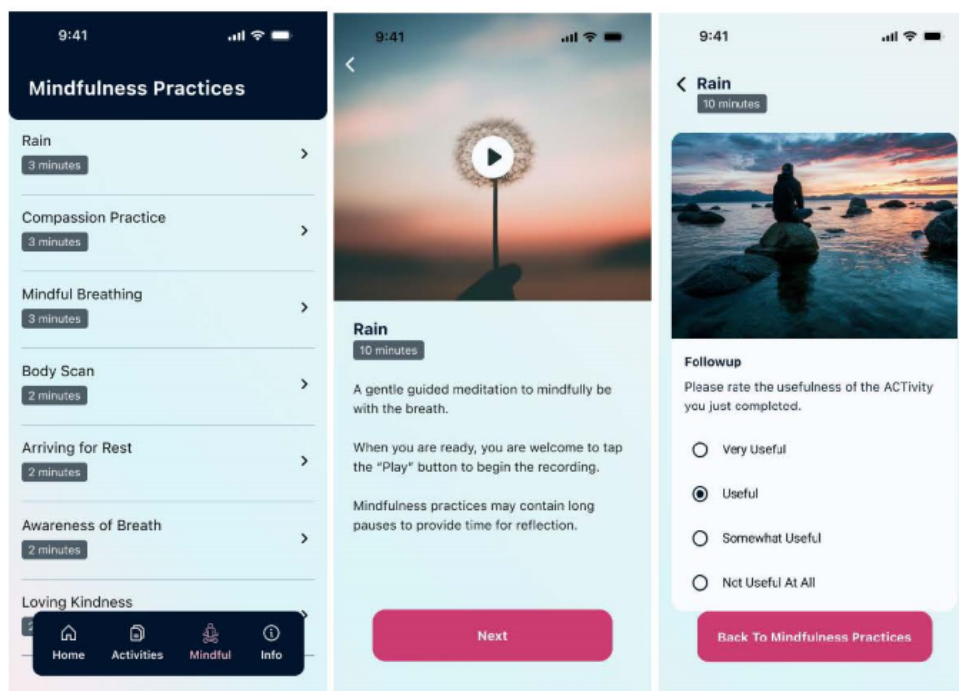 9:41
Mindfulness Practices
Rain
3 minutes
Compassion Practice
3 minutes
Mindful Breathing
3 minutes
Body Scan
2 minutes
Arriving for Rest
2 minutes
Awareness of Breath
2 minutes
Loving Kindness
Home Activities Mindful Info
9:41
Rain
10 minutes
A gentle guided meditation to mindfully be
with the breath.
When you are ready, you are welcome to tap
the "Play" button to begin the recording.
Mindfulness practices may contain long
pauses to provide time for reflection.
Next
9:41
Rain
10 minutes
Followup
Please rate the usefulness of the ACTivity
you just completed.
Very Useful
Useful
Somewhat Useful
Not Useful At All
Back To Mindfulness Practices